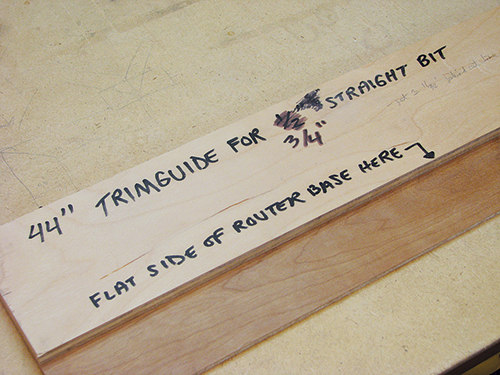 44" TRIMGUIDE FOR 3/4" STRAIGHT BIT
FLAT SIDE OF ROUTER BASE HERE